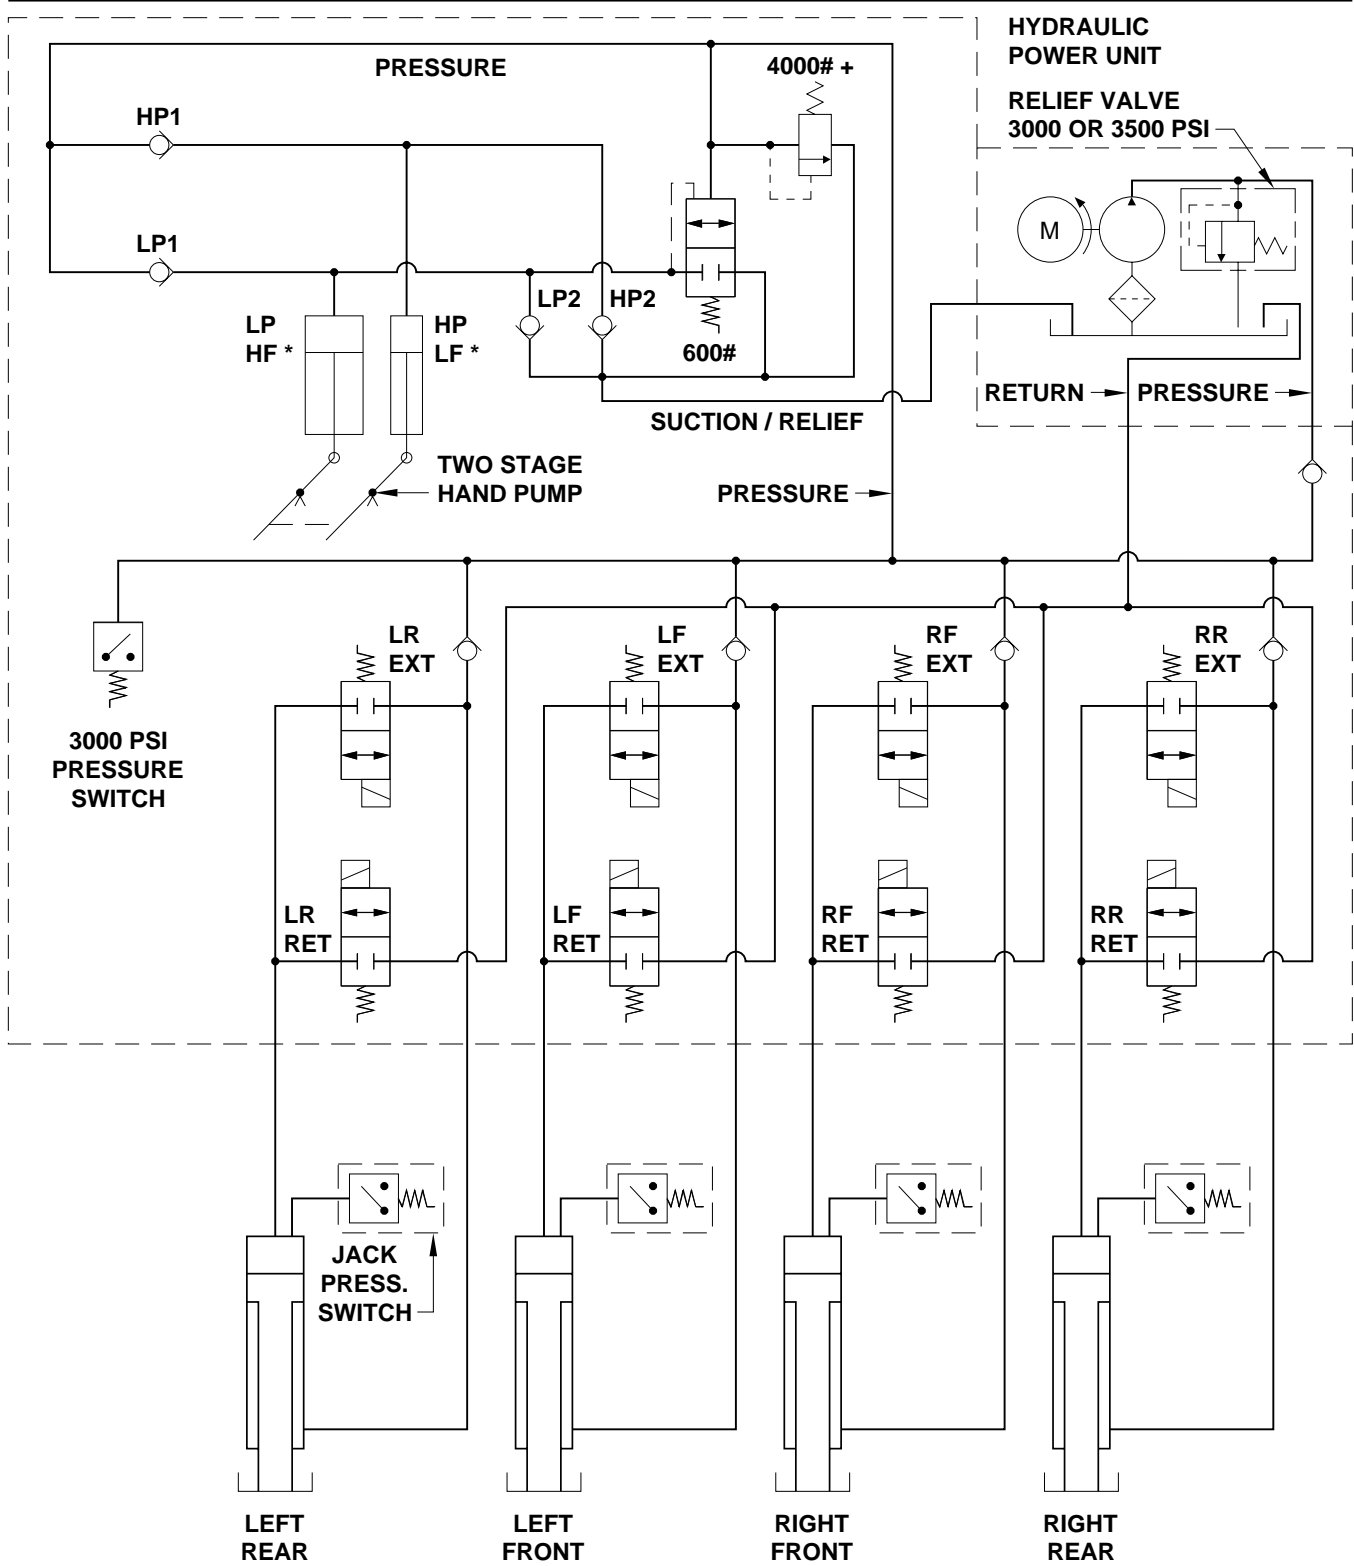 HYDRAULIC
POWER UNIT
PRESSURE
4000# +
RELIEF VALVE
3000 OR 3500 PSI
HP1
LP1
M
LP2
HP2
LP
HF *
HP
LF *
600#
RETURN
PRESSURE
SUCTION / RELIEF
TWO STAGE
HAND PUMP
PRESSURE
LR
EXT
LF
EXT
RF
EXT
RR
EXT
3000 PSI
PRESSURE
SWITCH
LR
RET
LF
RET
RF
RET
RR
RET
JACK
PRESS.
SWITCH
LEFT
REAR
LEFT
FRONT
RIGHT
FRONT
RIGHT
REAR